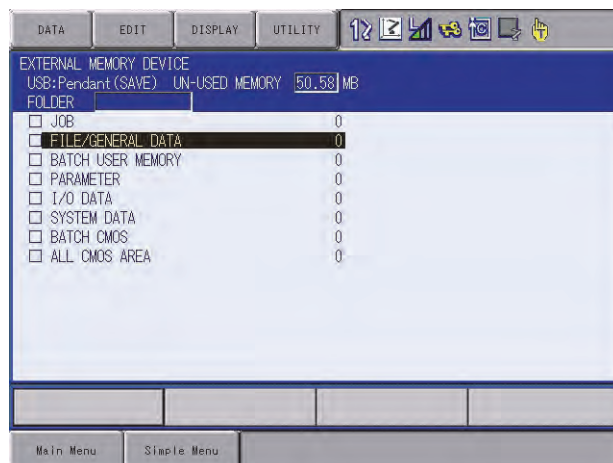 DATA EDIT DISPLAY UTILITY
EXTERNAL MEMORY DEVICE
USB:Pendant(SAVE) UN-USED MEMORY 50.58 MB
FOLDER
JOB 0
FILE/GENERAL DATA 0
BATCH USER MEMORY 0
PARAMETER 0
I/O DATA 0
SYSTEM DATA 0
BATCH CMOS 0
ALL CMOS AREA 0
Main Menu Simple Menu